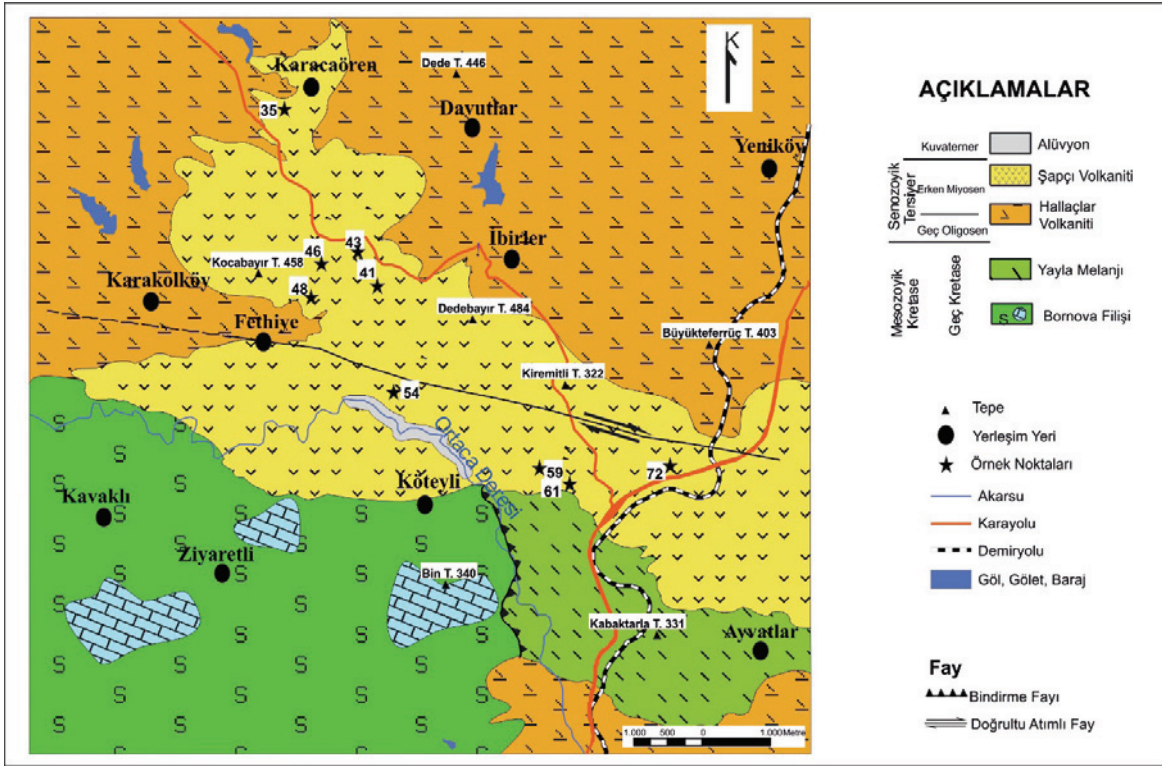 K
Dede T. 446
Karacaören
35
Davutlar
Yeniköy
İbirler
43
46
Kocabayır T. 458
41
Karakolköy
48
Dedebayır T. 484
Fethiye
Büyükteferrüç T. 403
Kiremitli T. 322
54
Ortaca Deresi
59
72
61
Köteyli
Kavaklı
Ziyaretli
Bin T. 340
Kabaktarla T. 331
Ayvatlar
1.000 500 0 1.000Metre
AÇIKLAMALAR
Senozoyik
Tersiyer
Kuvaterner
Alüvyon
Erken Miyosen
Şapçı Volkaniti
Geç Oligosen
Hallaçlar
Volkaniti
Mesozoyik
Kretase
Geç Kretase
Yayla Melanjı
S
Bornova Filişi
Tepe
Yerleşim Yeri
Örnek Noktaları
Akarsu
Karayolu
Demiryolu
Göl, Gölet, Baraj
Fay
Bindirme Fayı
Doğrultu Atımlı Fay